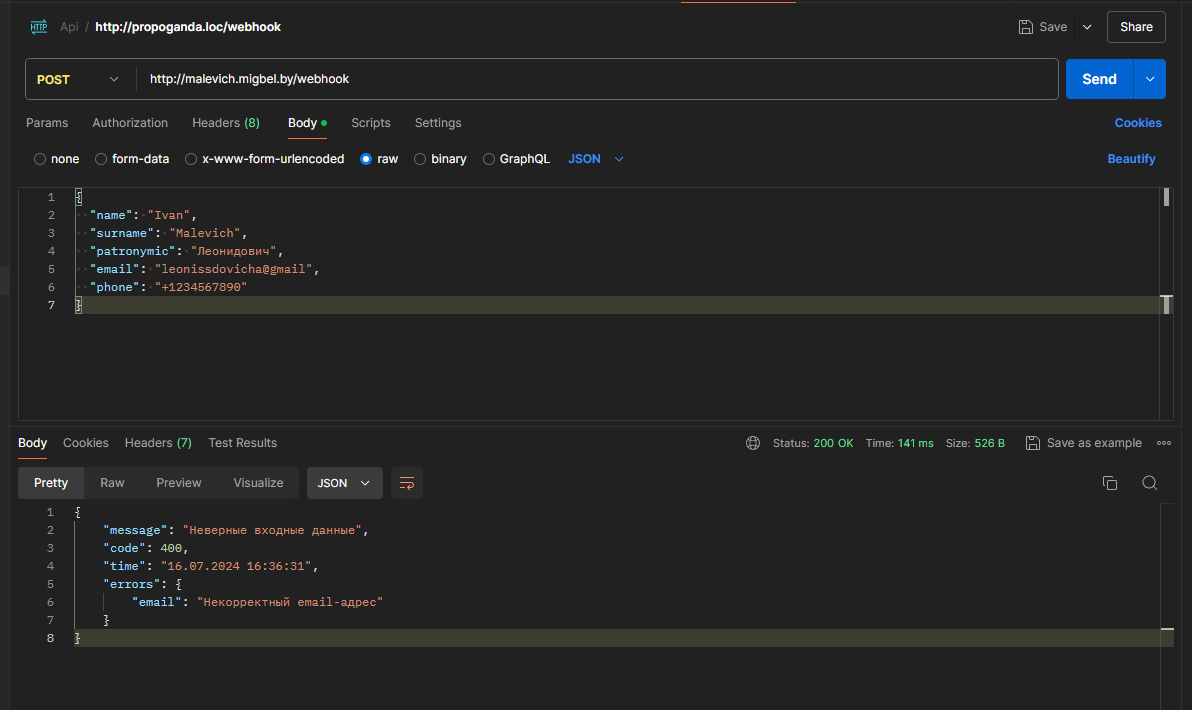 HTTP Api / http://propoganda.loc/webhook Save Share
POST http://malevich.migbel.by/webhook Send
Params Authorization Headers (8) Body Scripts Settings Cookies
none form-data x-www-form-urlencoded raw binary GraphQL JSON Beautify
1 {
2 "name": "Ivan",
3 "surname": "Malevich",
4 "patronymic": "Леонидович",
5 "email": "leonissdovicha@gmail",
6 "phone": "+1234567890"
7 }
Body Cookies Headers (7) Test Results Status: 200 OK Time: 141 ms Size: 526 B Save as example
Pretty Raw Preview Visualize JSON
1 {
2 "message": "Неверные входные данные",
3 "code": 400,
4 "time": "16.07.2024 16:36:31",
5 "errors": {
6 "email": "Некорректный email-адрес"
7 }
8 }